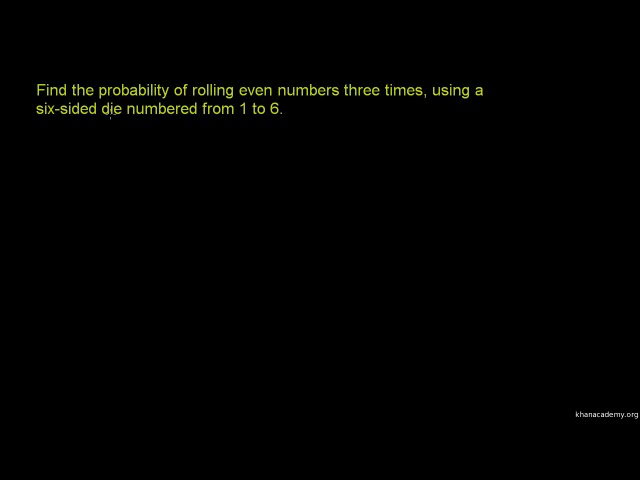 Find the probability of rolling even numbers three times, using a
six-sided die numbered from 1 to 6.
khanacademy.org